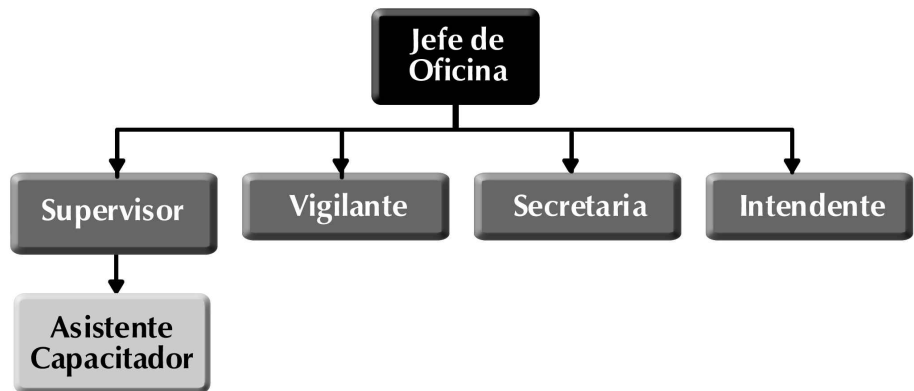 Jefe de
Oficina
Supervisor
Vigilante
Secretaria
Intendente
Asistente
Capacitador